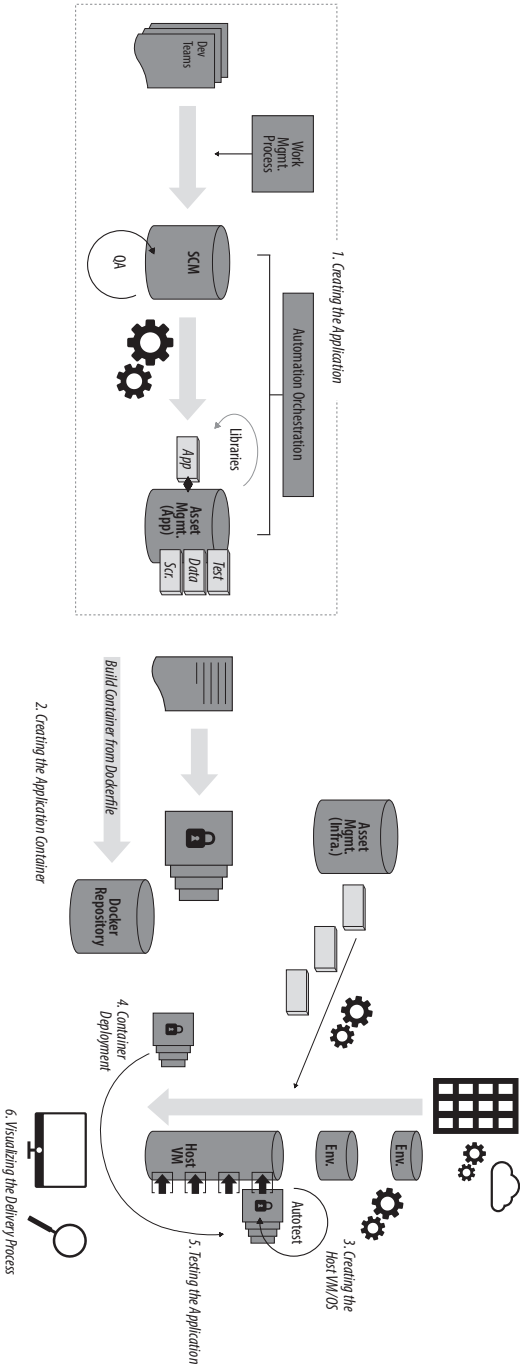 1. Creating the Application
Dev
Teams
Work
Mgmt.
Process
SCM
QA
Automation Orchestration
Libraries
App
Asset
Mgmt.
(App)
Test
Data
Scr.
Build Container from Dockerfile
2. Creating the Application Container
Docker
Repository
Asset
Mgmt.
(Infra.)
Env.
Env.
Host
VM
3. Creating the
Host VM/OS
4. Container
Deployment
Autotest
5. Testing the Application
6. Visualizing the Delivery Process